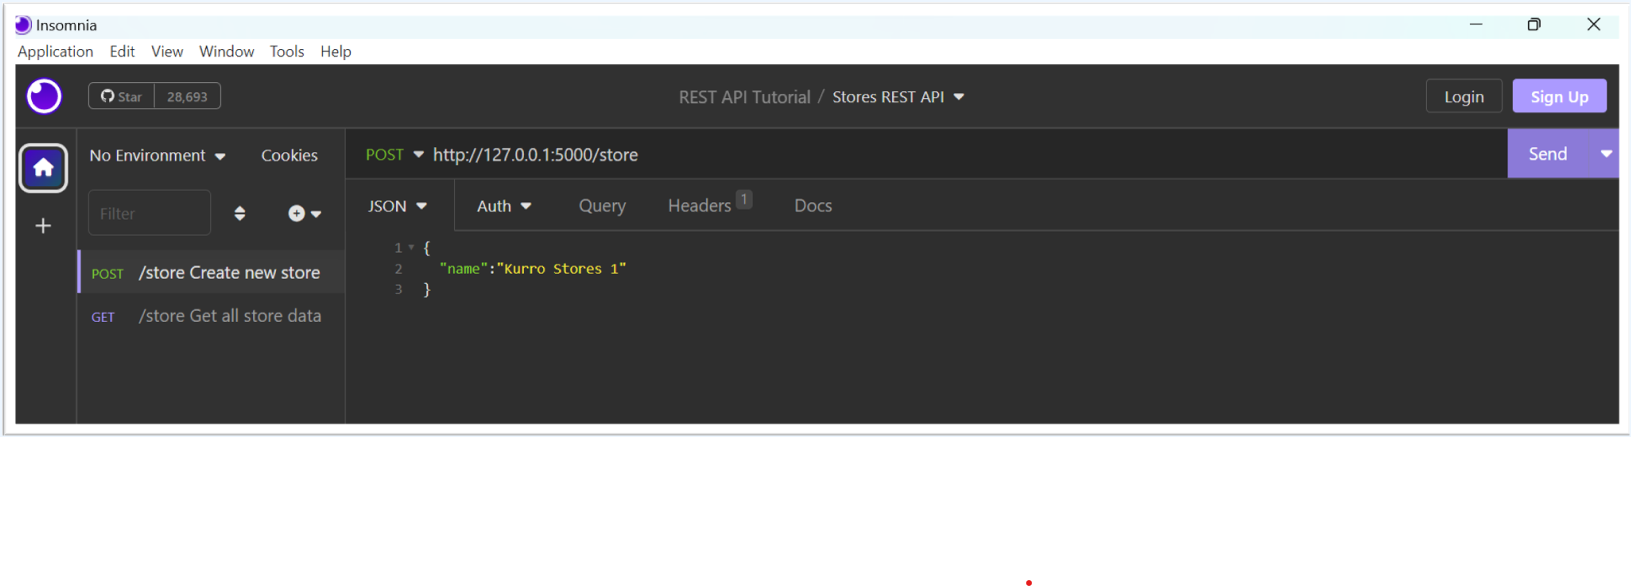 Insomnia
Application Edit View Window Tools Help
Star 28,693
REST API Tutorial / Stores REST API
Login
Sign Up
No Environment
Cookies
POST http://127.0.0.1:5000/store
Send
Filter
JSON Auth Query Headers 1 Docs
1 {
2 "name":"Kurro Stores 1"
3 }
POST /store Create new store
GET /store Get all store data